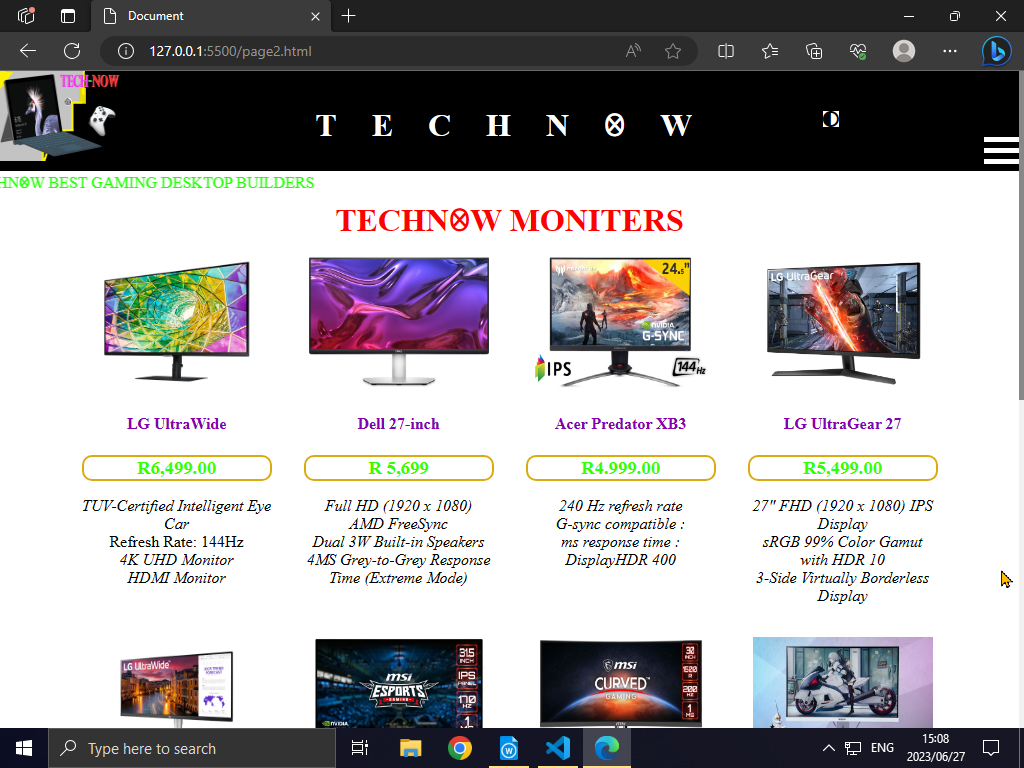 Document
127.0.0.1:5500/page2.html
TECH-NOW
T E C H N ⊗ W
HN⊗W BEST GAMING DESKTOP BUILDERS
TECHN⊗W MONITERS
24.5"
NVIDIA
G-SYNC
IPS
144Hz
LG UltraGear
LG UltraWide
Dell 27-inch
Acer Predator XB3
LG UltraGear 27
R6,499.00
R 5,699
R4.999.00
R5,499.00
TUV-Certified Intelligent Eye
Car
Refresh Rate: 144Hz
4K UHD Monitor
HDMI Monitor
Full HD (1920 x 1080)
AMD FreeSync
Dual 3W Built-in Speakers
4MS Grey-to-Grey Response
Time (Extreme Mode)
240 Hz refresh rate
G-sync compatible :
ms response time :
DisplayHDR 400
27" FHD (1920 x 1080) IPS
Display
sRGB 99% Color Gamut
with HDR 10
3-Side Virtually Borderless
Display
LG UltraWide
msi
ESPORTS
GAMING
31.5
INCH
IPS
PANEL
170
HZ
1
NVIDIA
msi
CURVED
GAMING
30
INCH
1500
R
200
HZ
1
MS
Type here to search
ENG
15:08
2023/06/27